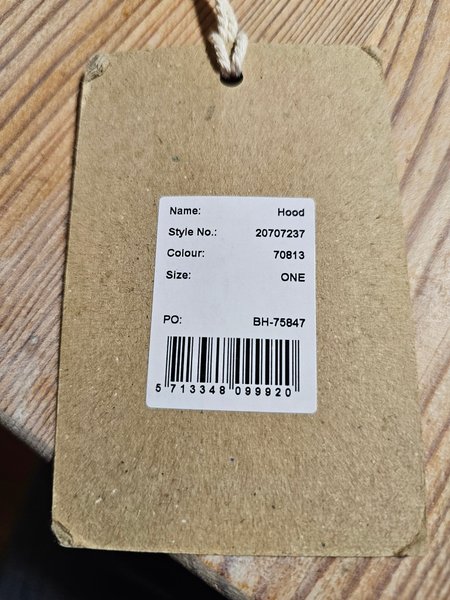 Name: Hood
Style No.: 20707237
Colour: 70813
Size: ONE
PO: BH-75847
5 713348 099920